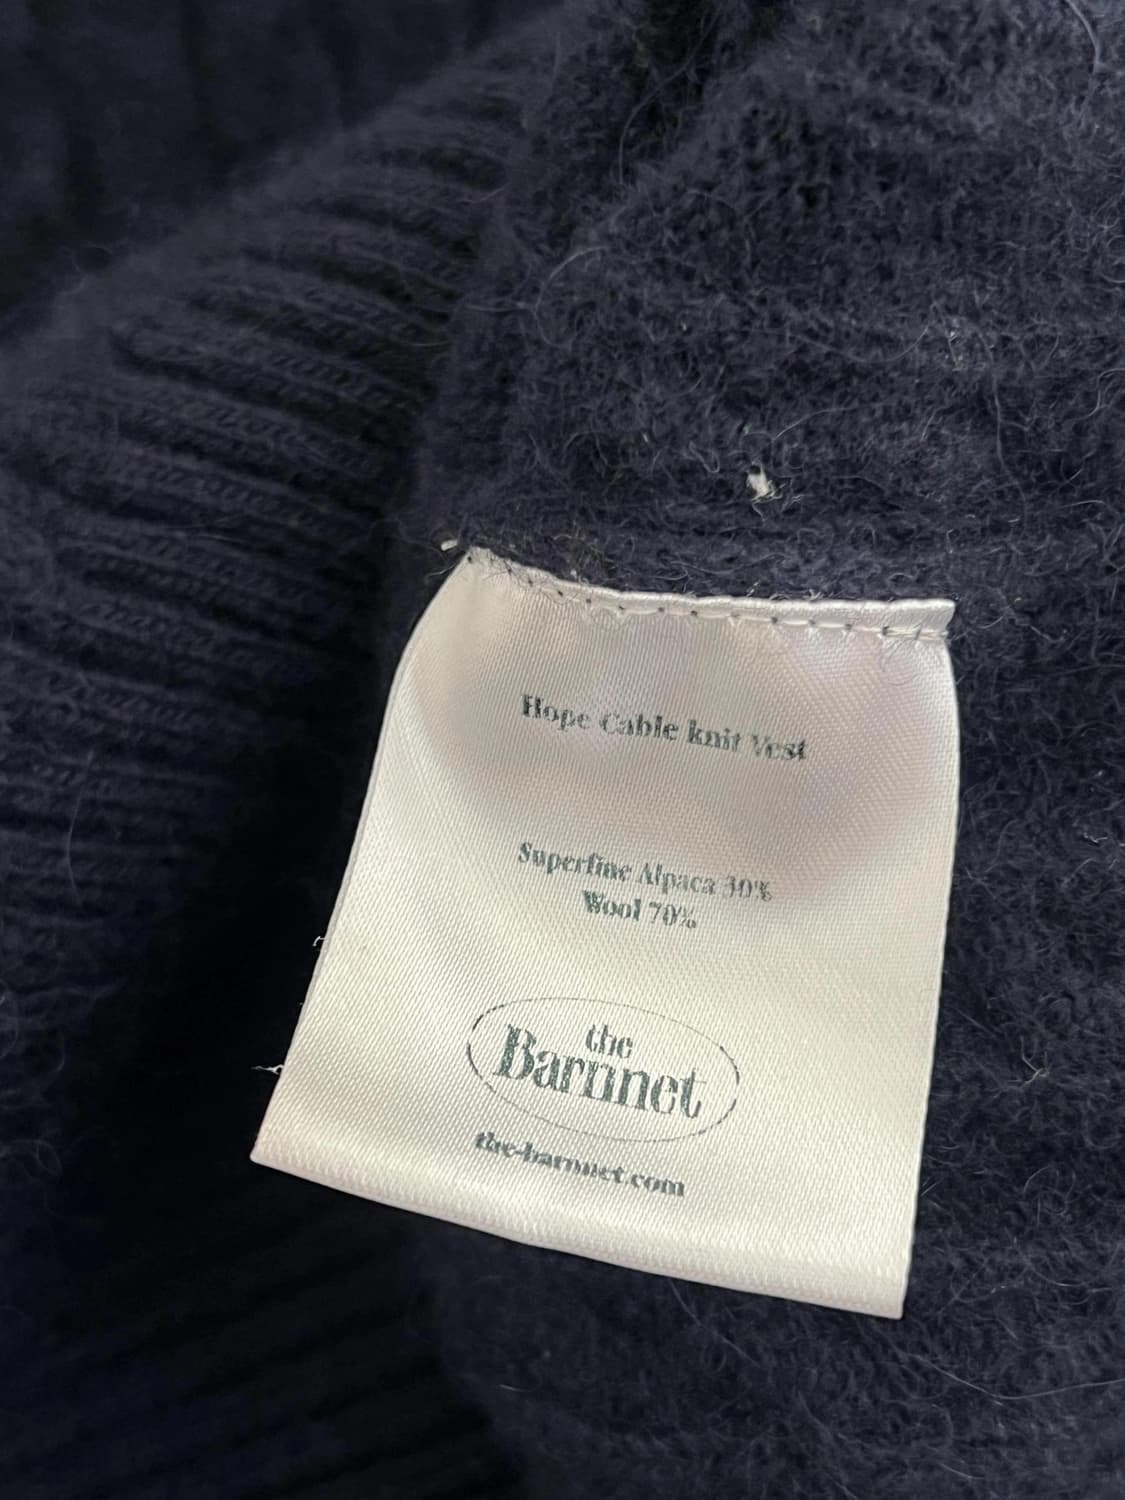 Hope Cable knit Vest
Superfine Alpaca 30%
Wool 70%
the
Barnnet
the-barnnet.com